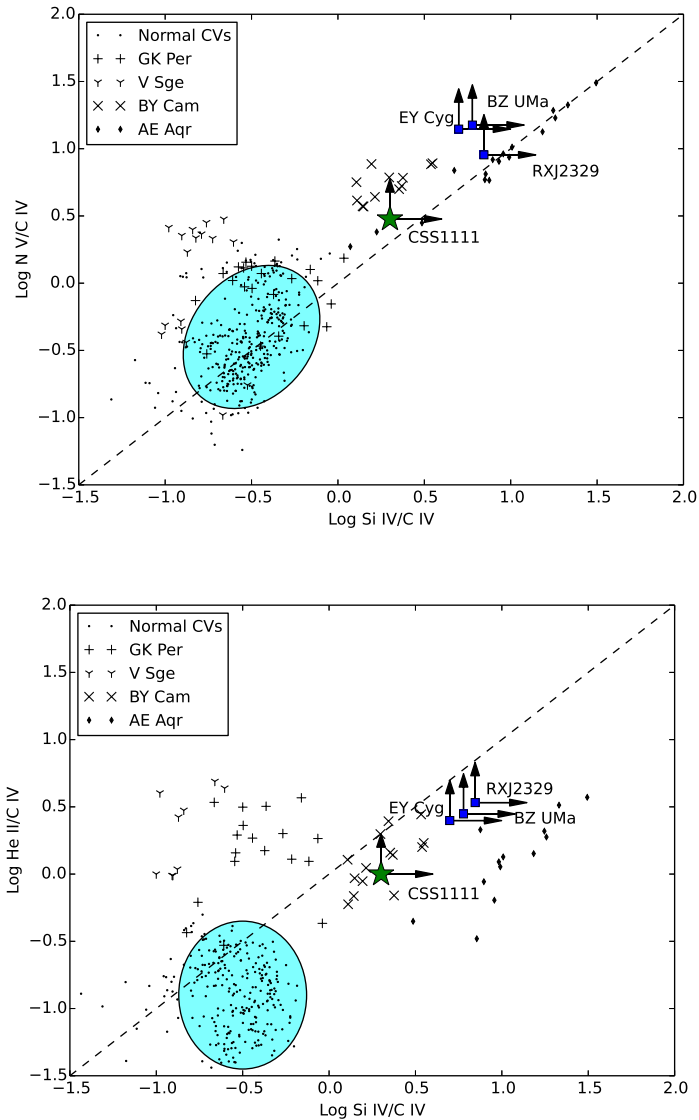 2.0
1.5
1.0
0.5
0.0
−0.5
−1.0
−1.5
Log N V/C IV
Normal CVs
GK Per
V Sge
BY Cam
AE Aqr
BZ UMa
EY Cyg
RXJ2329
CSS1111
−1.5 −1.0 −0.5 0.0 0.5 1.0 1.5 2.0
Log Si IV/C IV
2.0
1.5
1.0
0.5
0.0
−0.5
−1.0
−1.5
Log He II/C IV
Normal CVs
GK Per
V Sge
BY Cam
AE Aqr
RXJ2329
EY Cyg
BZ UMa
CSS1111
−1.5 −1.0 −0.5 0.0 0.5 1.0 1.5 2.0
Log Si IV/C IV